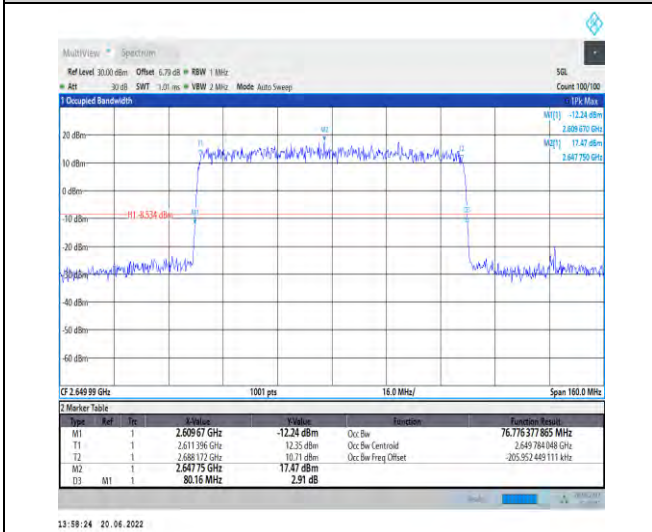 MultiView Spectrum
Ref Level 30.00 dBm Offset 6.79 dB RBW 1 MHz SGL
Att 30 dB SWT 1.01 ms VBW 2 MHz Mode Auto Sweep Count 100/100
1 Occupied Bandwidth 1Pk Max
M1[1] -12.24 dBm
2.609 670 GHz
M2[1] 17.47 dBm
2.647 750 GHz
20 dBm
M2
T1
T2
10 dBm
0 dBm
H1 -8.534 dBm
M1
-10 dBm
-20 dBm
-30 dBm
-40 dBm
-50 dBm
-60 dBm
CF 2.649 99 GHz 1001 pts 16.0 MHz/ Span 160.0 MHz
2 Marker Table
Type Ref Trc X-Value Y-Value Function Function Result
M1 1 2.609 67 GHz -12.24 dBm Occ Bw 76.776 377 865 MHz
T1 1 2.611 396 GHz 12.35 dBm Occ Bw Centroid 2.649 784 048 GHz
T2 1 2.688 172 GHz 10.71 dBm Occ Bw Freq Offset -205.952 449 111 kHz
M2 1 2.647 75 GHz 17.47 dBm
D3 M1 1 80.16 MHz 2.91 dB
13:58:24 20.06.2022